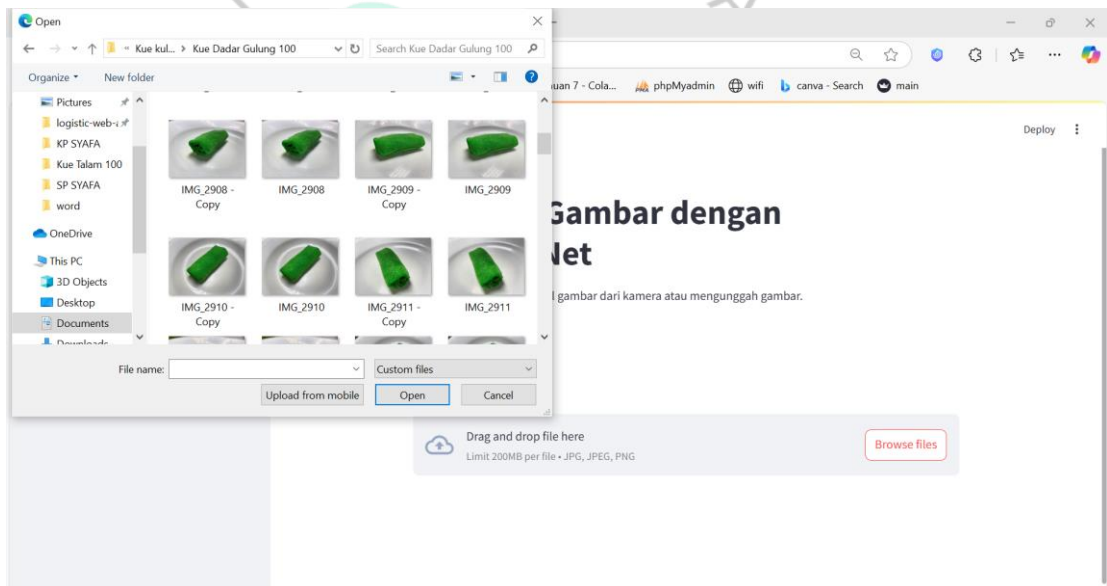 Open
Kue kul... > Kue Dadar Gulung 100
Search Kue Dadar Gulung 100
Organize
New folder
Pictures
KP SYAFA
Kue Talam 100
SP SYAFA
word
OneDrive
This PC
3D Objects
Desktop
Documents
Downloads
IMG_2908 -
Copy
IMG_2908
IMG_2909 -
Copy
IMG_2909
IMG_2910 -
Copy
IMG_2910
IMG_2911 -
Copy
IMG_2911
File name:
Custom files
Upload from mobile
Open
Cancel
7 - Cola...
phpMyadmin
wifi
canva - Search
main
Deploy
Gambar dengan
Net
gambar dari kamera atau mengunggah gambar.
Drag and drop file here
Limit 200MB per file • JPG, JPEG, PNG
Browse files